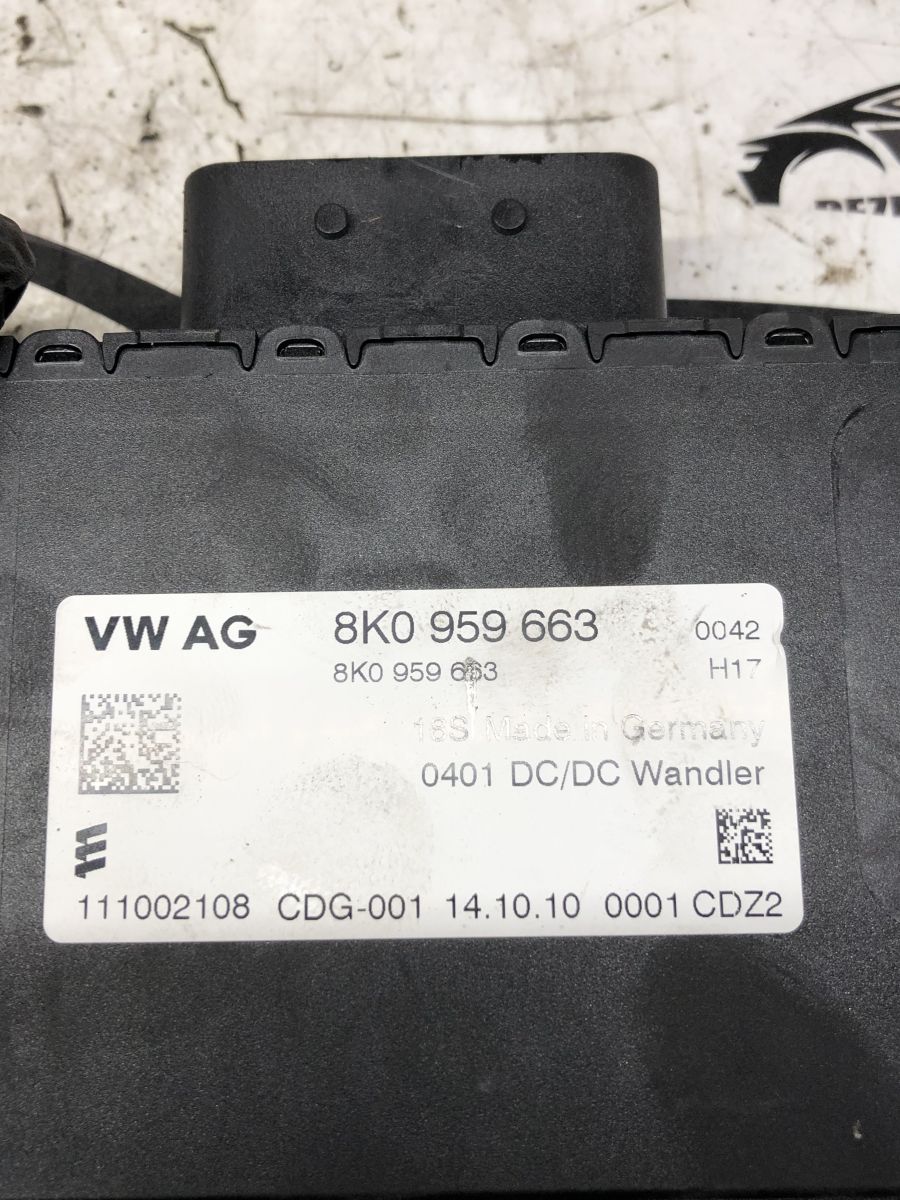 VW AG 8K0 959 663 0042
8K0 959 663 H17
18S Made in Germany
0401 DC/DC Wandler
111002108 CDG-001 14.10.10 0001 CDZ2